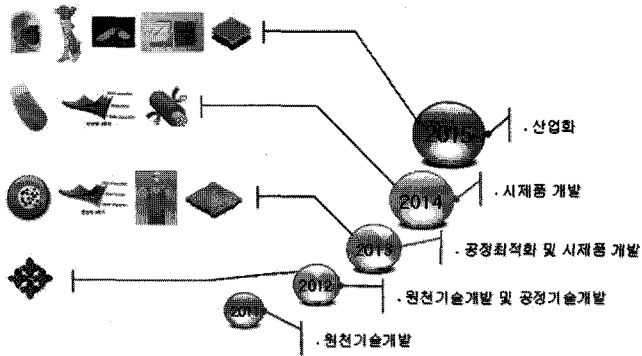 2015
. 산업화
2014
. 시제품 개발
2013
. 공정최적화 및 시제품 개발
2012
. 원천기술개발 및 공정기술개발
2011
. 원천기술개발